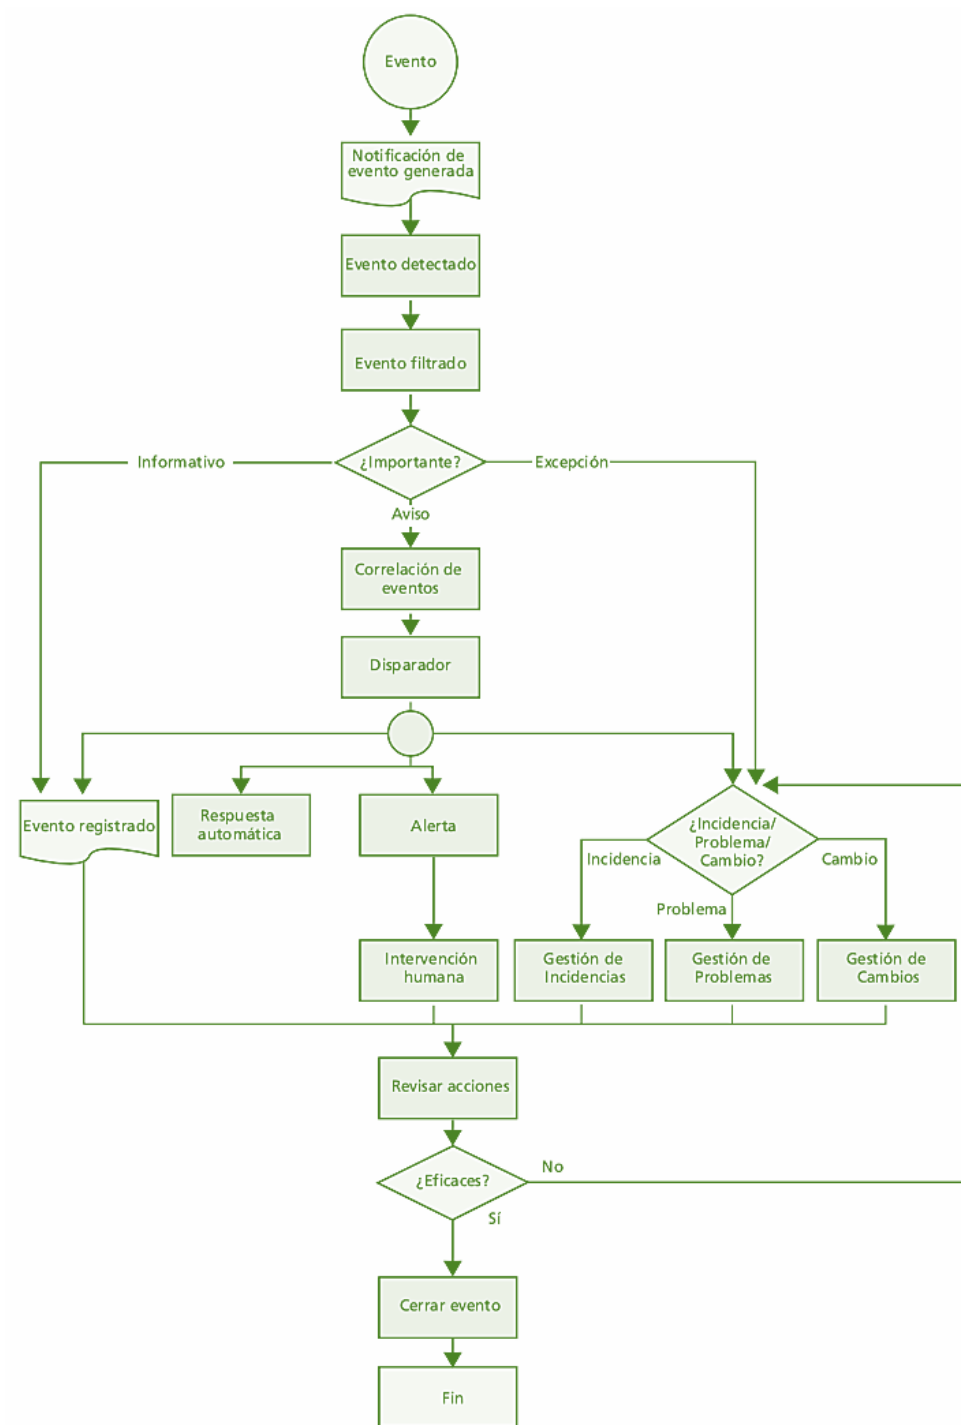 Evento
Notificación de
evento generada
Evento detectado
Evento filtrado
¿Importante?
Informativo
Excepción
Aviso
Correlación de
eventos
Disparador
Evento registrado
Respuesta
automática
Alerta
¿Incidencia/
Problema/
Cambio?
Incidencia
Cambio
Problema
Intervención
humana
Gestión de
Incidencias
Gestión de
Problemas
Gestión de
Cambios
Revisar acciones
¿Eficaces?
No
Sí
Cerrar evento
Fin